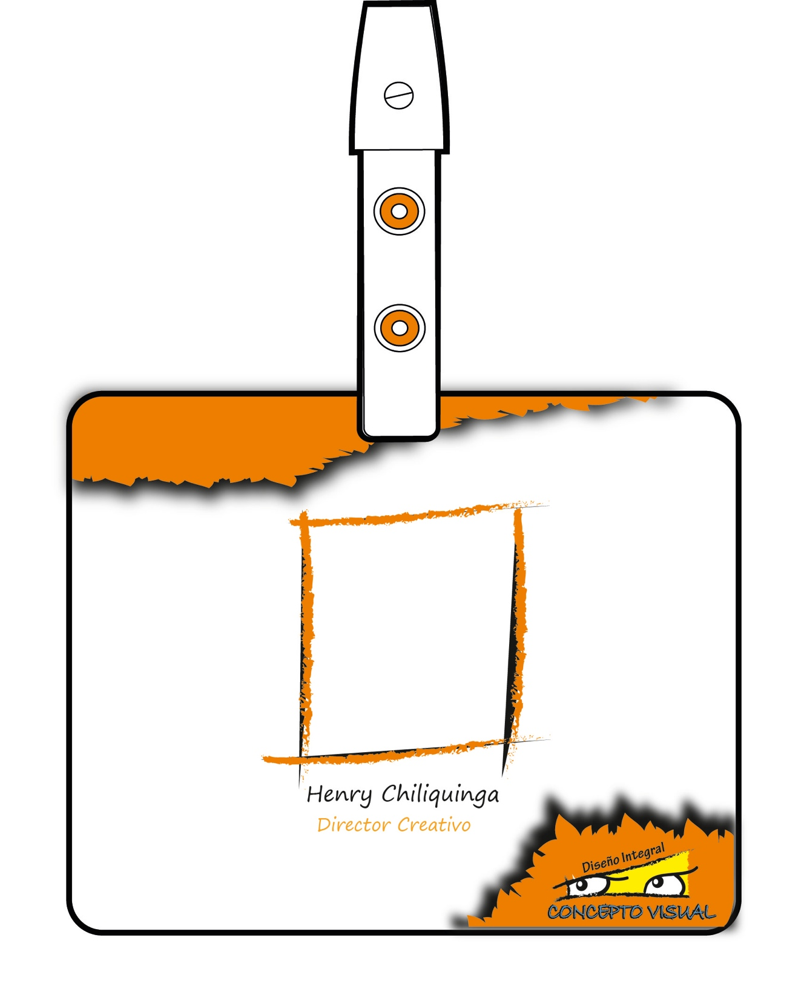 Henry Chiliquinga
Director Creativo
Diseño Integral
CONCEPTO VISUAL